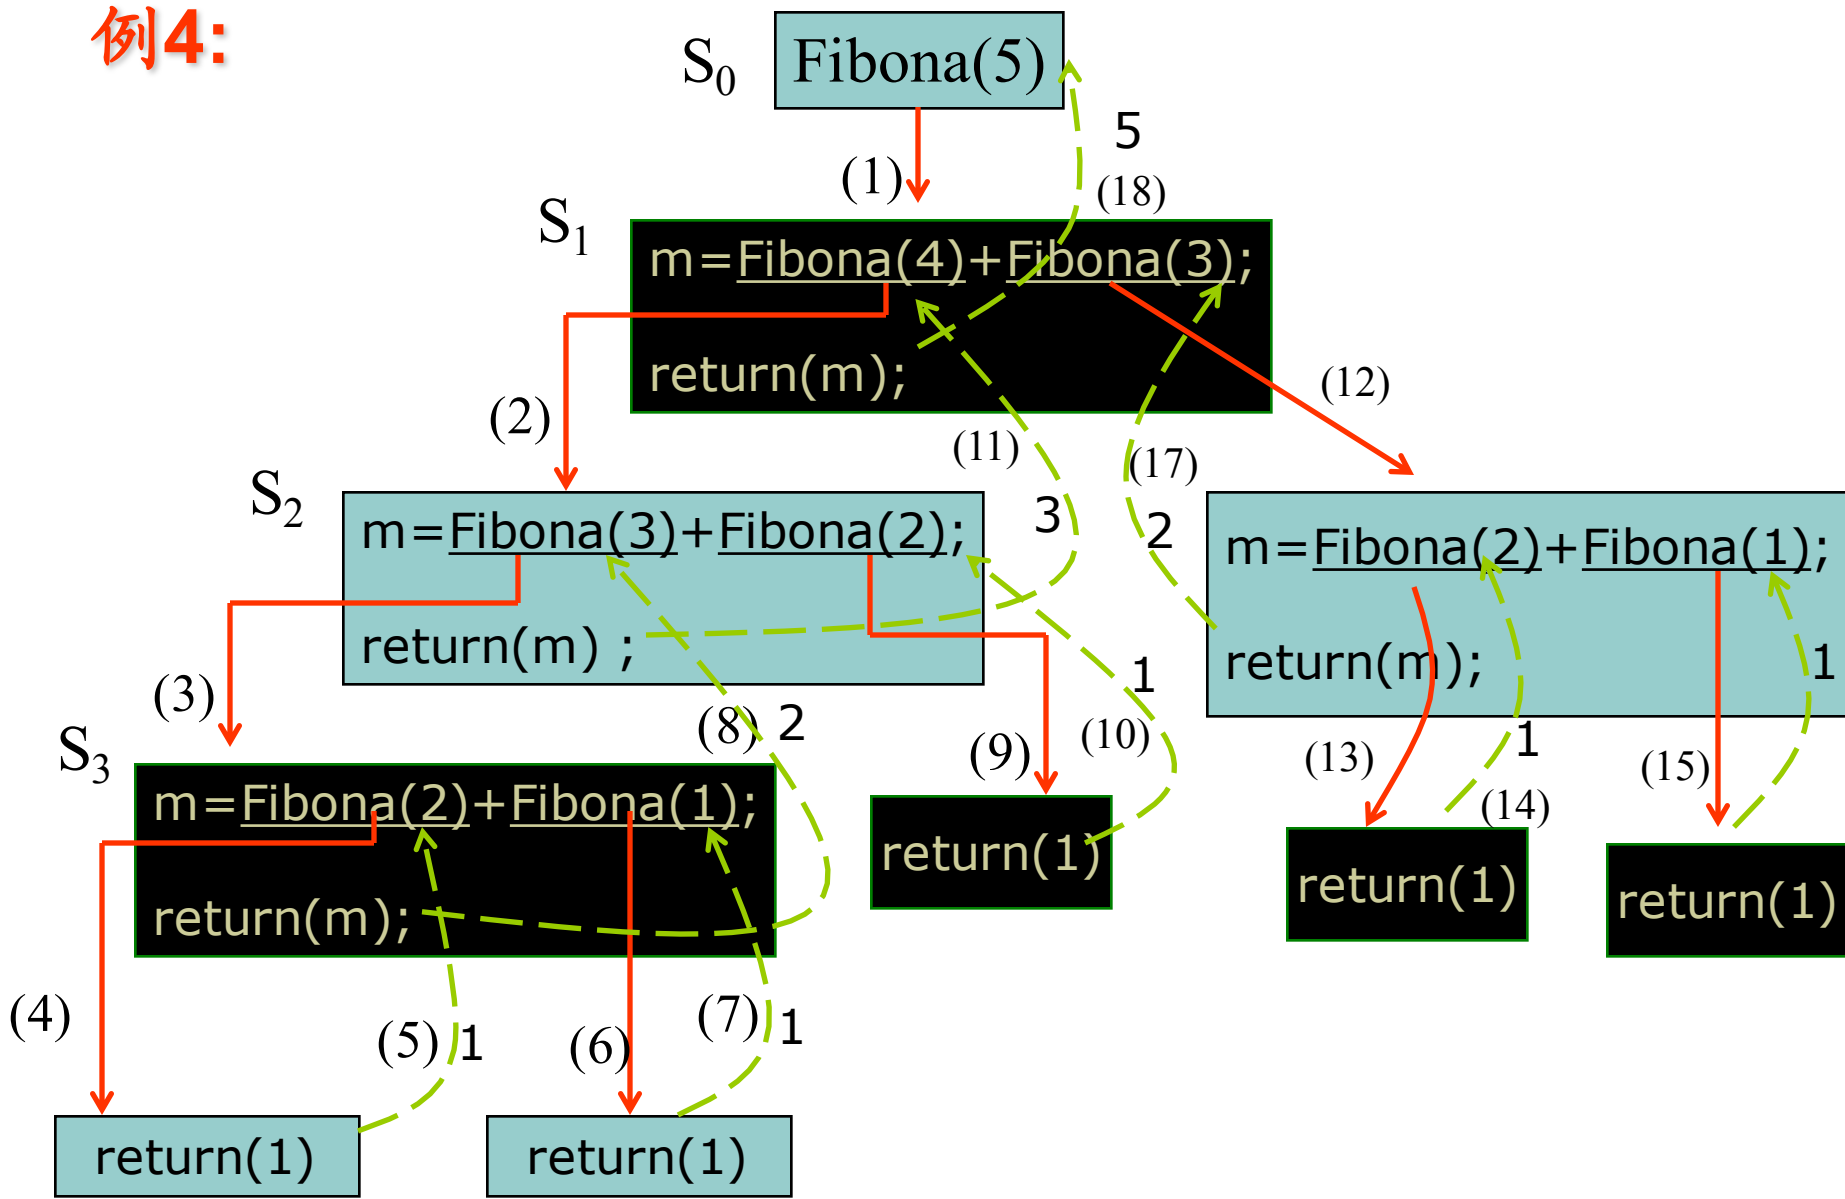 例4:
S0 Fibona(5)
5
(1) (18)
S1
m=Fibona(4)+Fibona(3);
return(m);
(12)
(2) (11) (17)
S2
3 2
m=Fibona(3)+Fibona(2);
return(m) ;
m=Fibona(2)+Fibona(1);
return(m);
(3) (8) 2 (9) 1 (10)
(13) 1 (14) (15) 1
S3
m=Fibona(2)+Fibona(1);
return(m);
return(1)
return(1)
return(1)
(4) (5) 1 (6) (7) 1
return(1)
return(1)